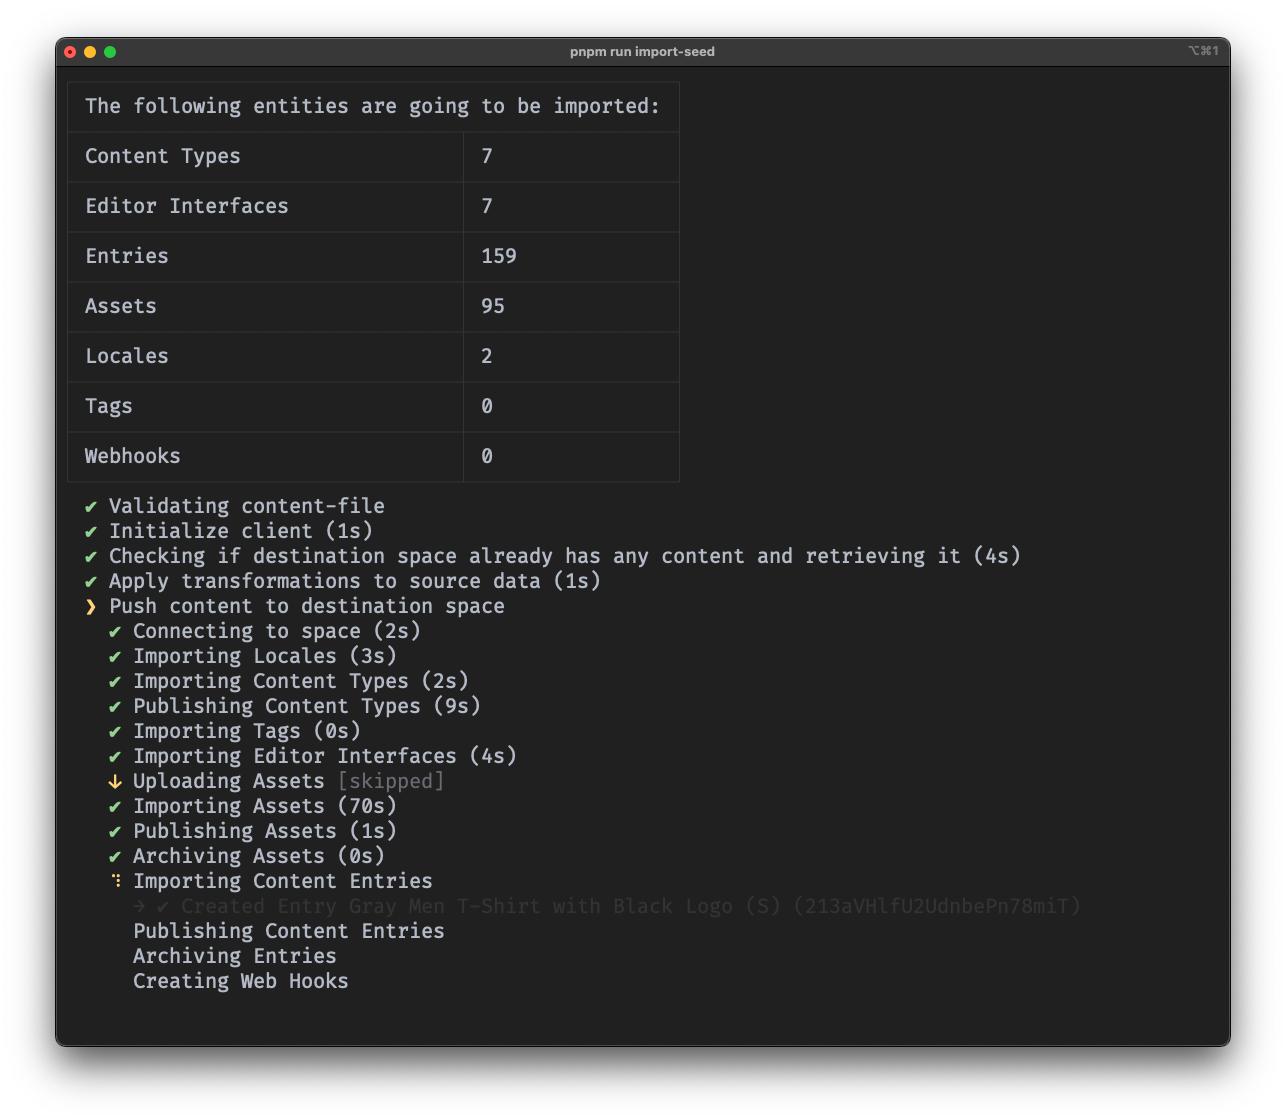 pnpm run import-seed
⌥⌘1
The following entities are going to be imported:
Content Types 7
Editor Interfaces 7
Entries 159
Assets 95
Locales 2
Tags 0
Webhooks 0
✔ Validating content-file
✔ Initialize client (1s)
✔ Checking if destination space already has any content and retrieving it (4s)
✔ Apply transformations to source data (1s)
❯ Push content to destination space
✔ Connecting to space (2s)
✔ Importing Locales (3s)
✔ Importing Content Types (2s)
✔ Publishing Content Types (9s)
✔ Importing Tags (0s)
✔ Importing Editor Interfaces (4s)
↓ Uploading Assets [skipped]
✔ Importing Assets (70s)
✔ Publishing Assets (1s)
✔ Archiving Assets (0s)
⠹ Importing Content Entries
→ ✔ Created Entry Gray Men T-Shirt with Black Logo (S) (213aVHlfU2UdnbePn78miT)
Publishing Content Entries
Archiving Entries
Creating Web Hooks